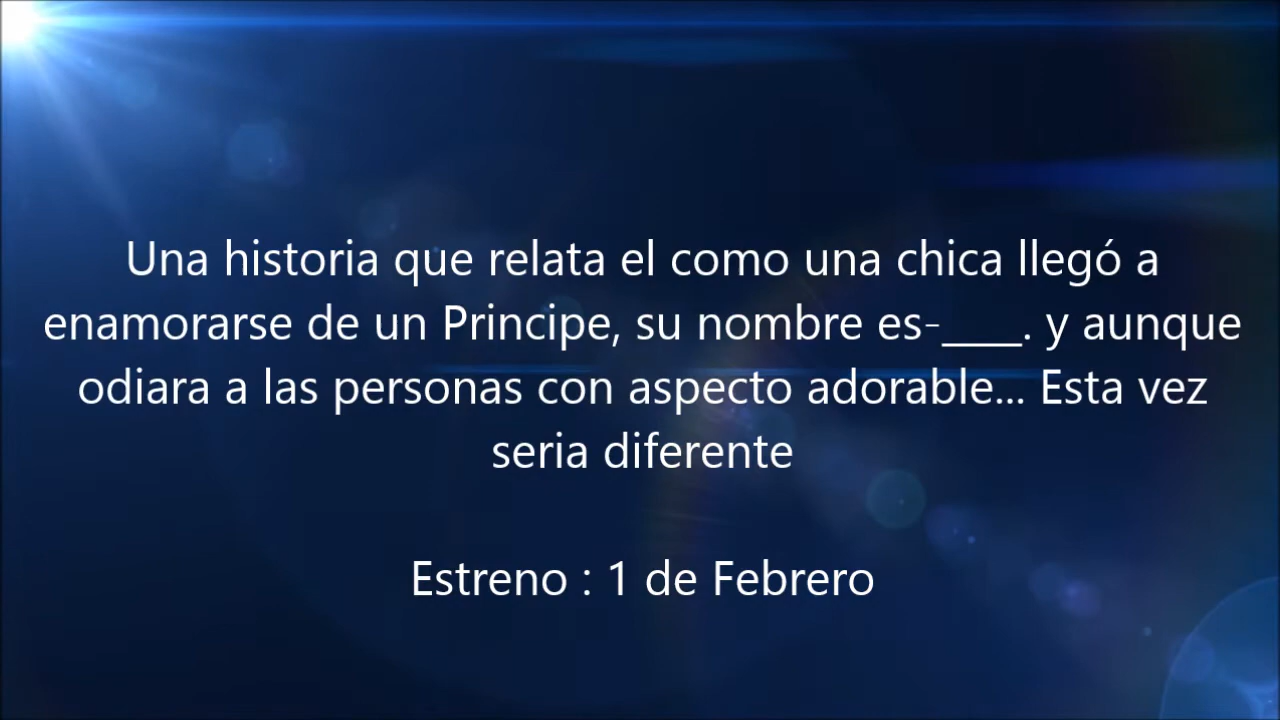 Una historia que relata el como una chica llegó a
enamorarse de un Principe, su nombre es-____. y aunque
odiara a las personas con aspecto adorable... Esta vez
seria diferente
Estreno : 1 de Febrero